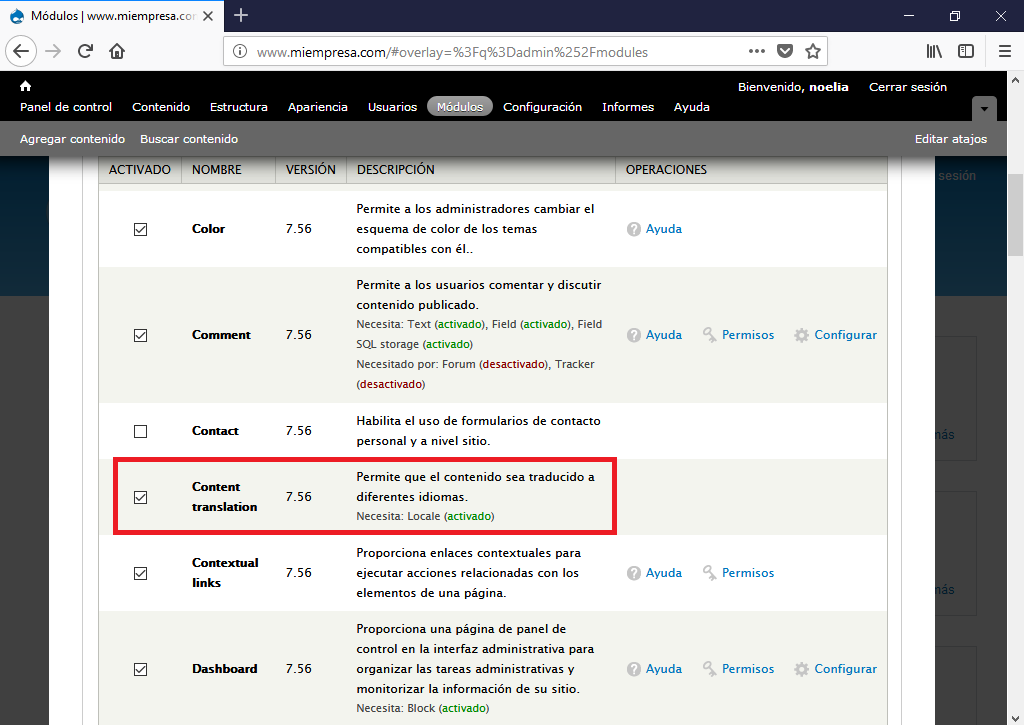 Módulos | www.miempresa.con
www.miempresa.com/#overlay=%3Fq%3Dadmin%252Fmodules
Bienvenido, noelia Cerrar sesión
Panel de control Contenido Estructura Apariencia Usuarios Módulos Configuración Informes Ayuda
Agregar contenido Buscar contenido Editar atajos
ACTIVADO NOMBRE VERSIÓN DESCRIPCIÓN OPERACIONES
sesión
Color 7.56
Permite a los administradores cambiar el
esquema de color de los temas
compatibles con él..
Ayuda
Comment 7.56
Permite a los usuarios comentar y discutir
contenido publicado.
Necesita: Text (activado), Field (activado), Field
SQL storage (activado)
Necesitado por: Forum (desactivado), Tracker
(desactivado)
Ayuda Permisos Configurar
Contact 7.56
Habilita el uso de formularios de contacto
personal y a nivel sitio.
más
Content
translation
7.56
Permite que el contenido sea traducido a
diferentes idiomas.
Necesita: Locale (activado)
Contextual
links
7.56
Proporciona enlaces contextuales para
ejecutar acciones relacionadas con los
elementos de una página.
Ayuda Permisos
más
Dashboard 7.56
Proporciona una página de panel de
control en la interfaz administrativa para
organizar las tareas administrativas y
monitorizar la información de su sitio.
Necesita: Block (activado)
Ayuda Permisos Configurar